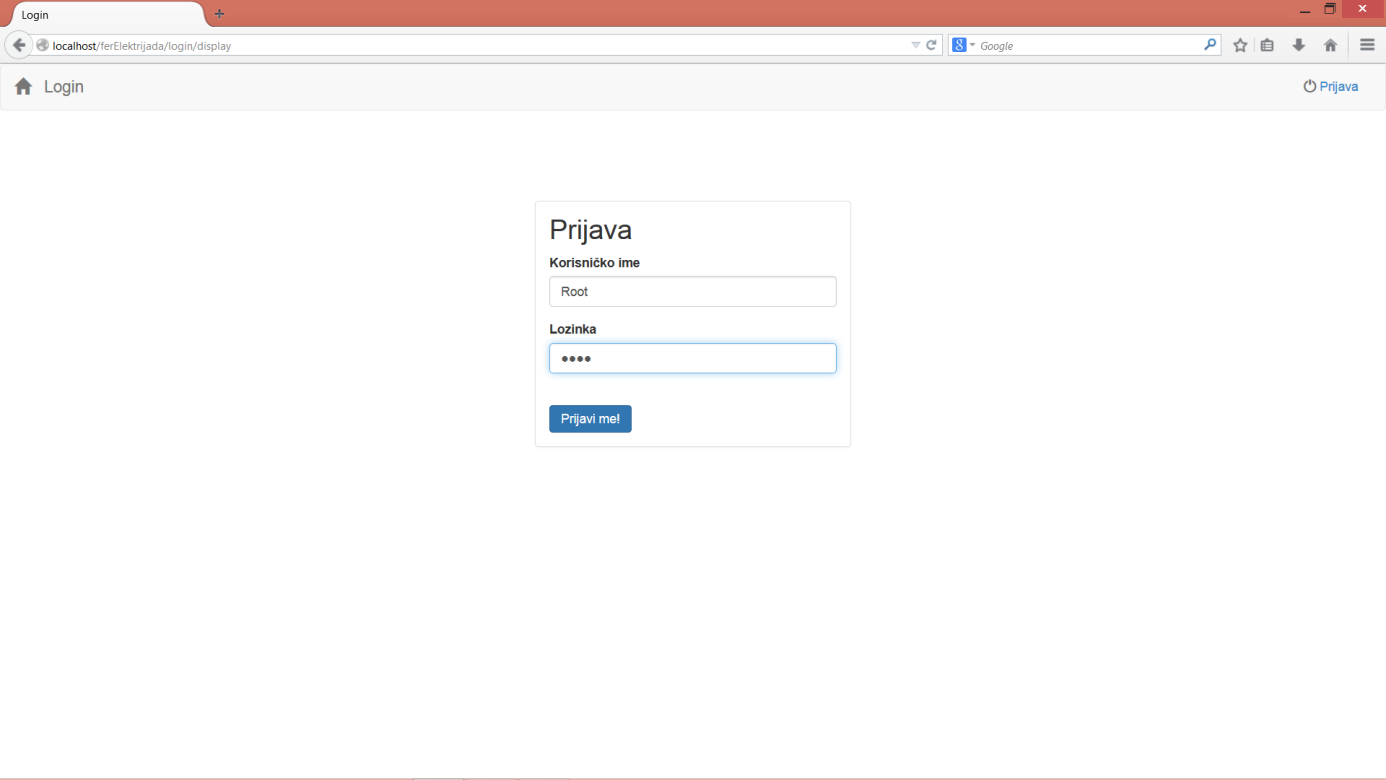 Login
localhost/ferElektrijada/login/display
Google
Login
Prijava
Prijava
Korisničko ime
Root
Lozinka
••••
Prijavi me!